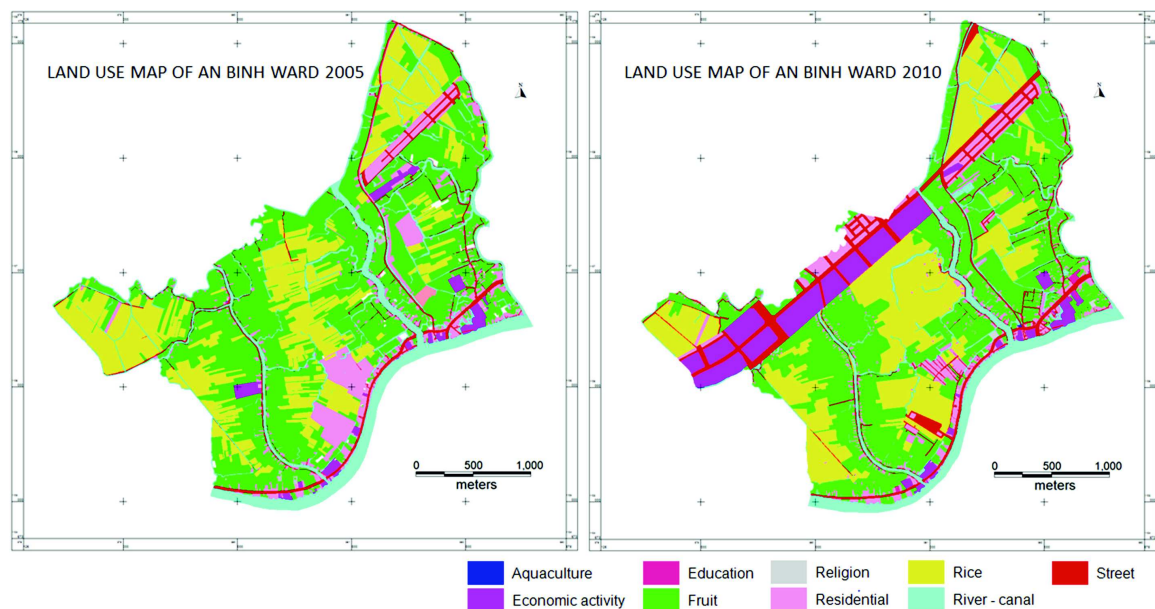 LAND USE MAP OF AN BINH WARD 2005
LAND USE MAP OF AN BINH WARD 2010
N
N
0 500 1,000
meters
0 500 1,000
meters
Aquaculture
Education
Religion
Rice
Street
Economic activity
Fruit
Residential
River - canal